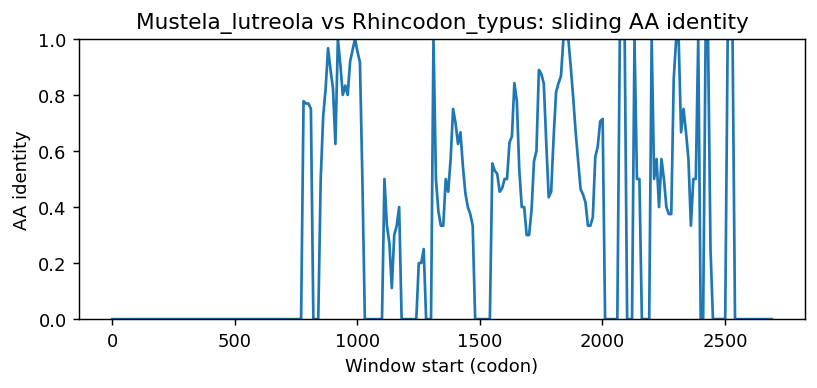 Mustela_lutreola vs Rhincodon_typus: sliding AA identity
AA identity
1.0
0.8
0.6
0.4
0.2
0.0
0 500 1000 1500 2000 2500
Window start (codon)